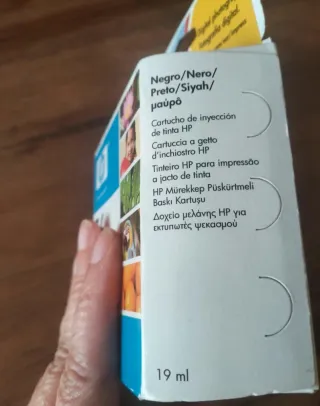 Negro/Nero/
Preto/Siyah/
μαύρō
Cartucho de inyección
de tinta HP
Cartuccia a getto
d'inchiostro HP
Tinteiro HP para impressão
a jacto de tinta
HP Mürekkep Püskürtmeli
Baskı Kartuşu
Δοχείο μελάνης HP για
εκτυπωτές ψεκασμού
19 ml